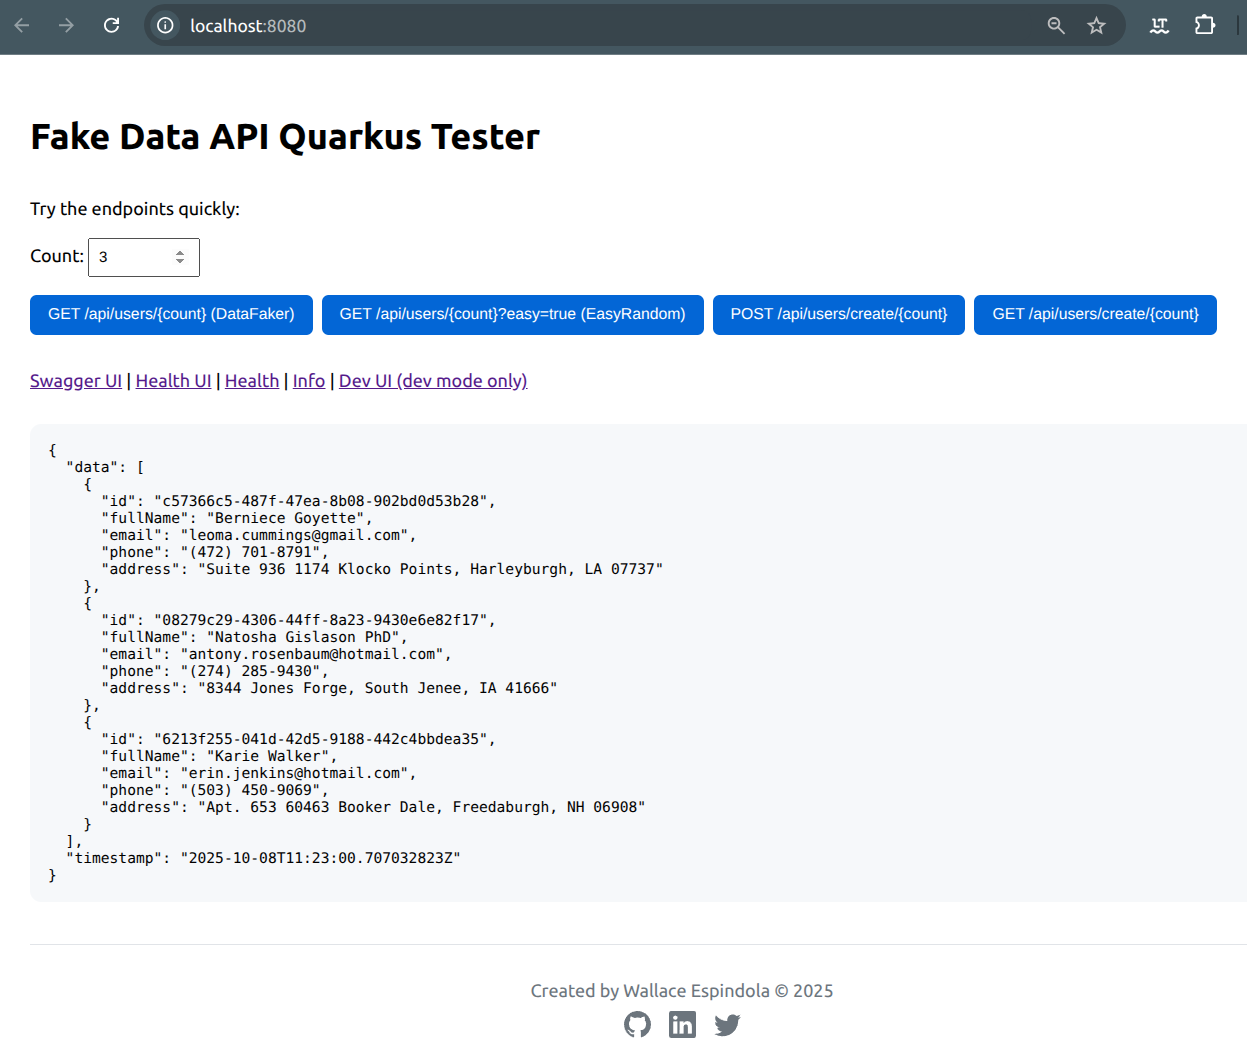 localhost:8080
Fake Data API Quarkus Tester
Try the endpoints quickly:
Count: 3
GET /api/users/{count} (DataFaker) GET /api/users/{count}?easy=true (EasyRandom) POST /api/users/create/{count} GET /api/users/create/{count}
Swagger UI | Health UI | Health | Info | Dev UI (dev mode only)
{
  "data": [
    {
      "id": "c57366c5-487f-47ea-8b08-902bd0d53b28",
      "fullName": "Berniece Goyette",
      "email": "leoma.cummings@gmail.com",
      "phone": "(472) 701-8791",
      "address": "Suite 936 1174 Klocko Points, Harleyburgh, LA 07737"
    },
    {
      "id": "08279c29-4306-44ff-8a23-9430e6e82f17",
      "fullName": "Natosha Gislason PhD",
      "email": "antony.rosenbaum@hotmail.com",
      "phone": "(274) 285-9430",
      "address": "8344 Jones Forge, South Jenee, IA 41666"
    },
    {
      "id": "6213f255-041d-42d5-9188-442c4bbdea35",
      "fullName": "Karie Walker",
      "email": "erin.jenkins@hotmail.com",
      "phone": "(503) 450-9069",
      "address": "Apt. 653 60463 Booker Dale, Freedaburgh, NH 06908"
    }
  ],
  "timestamp": "2025-10-08T11:23:00.707032823Z"
}
Created by Wallace Espindola © 2025